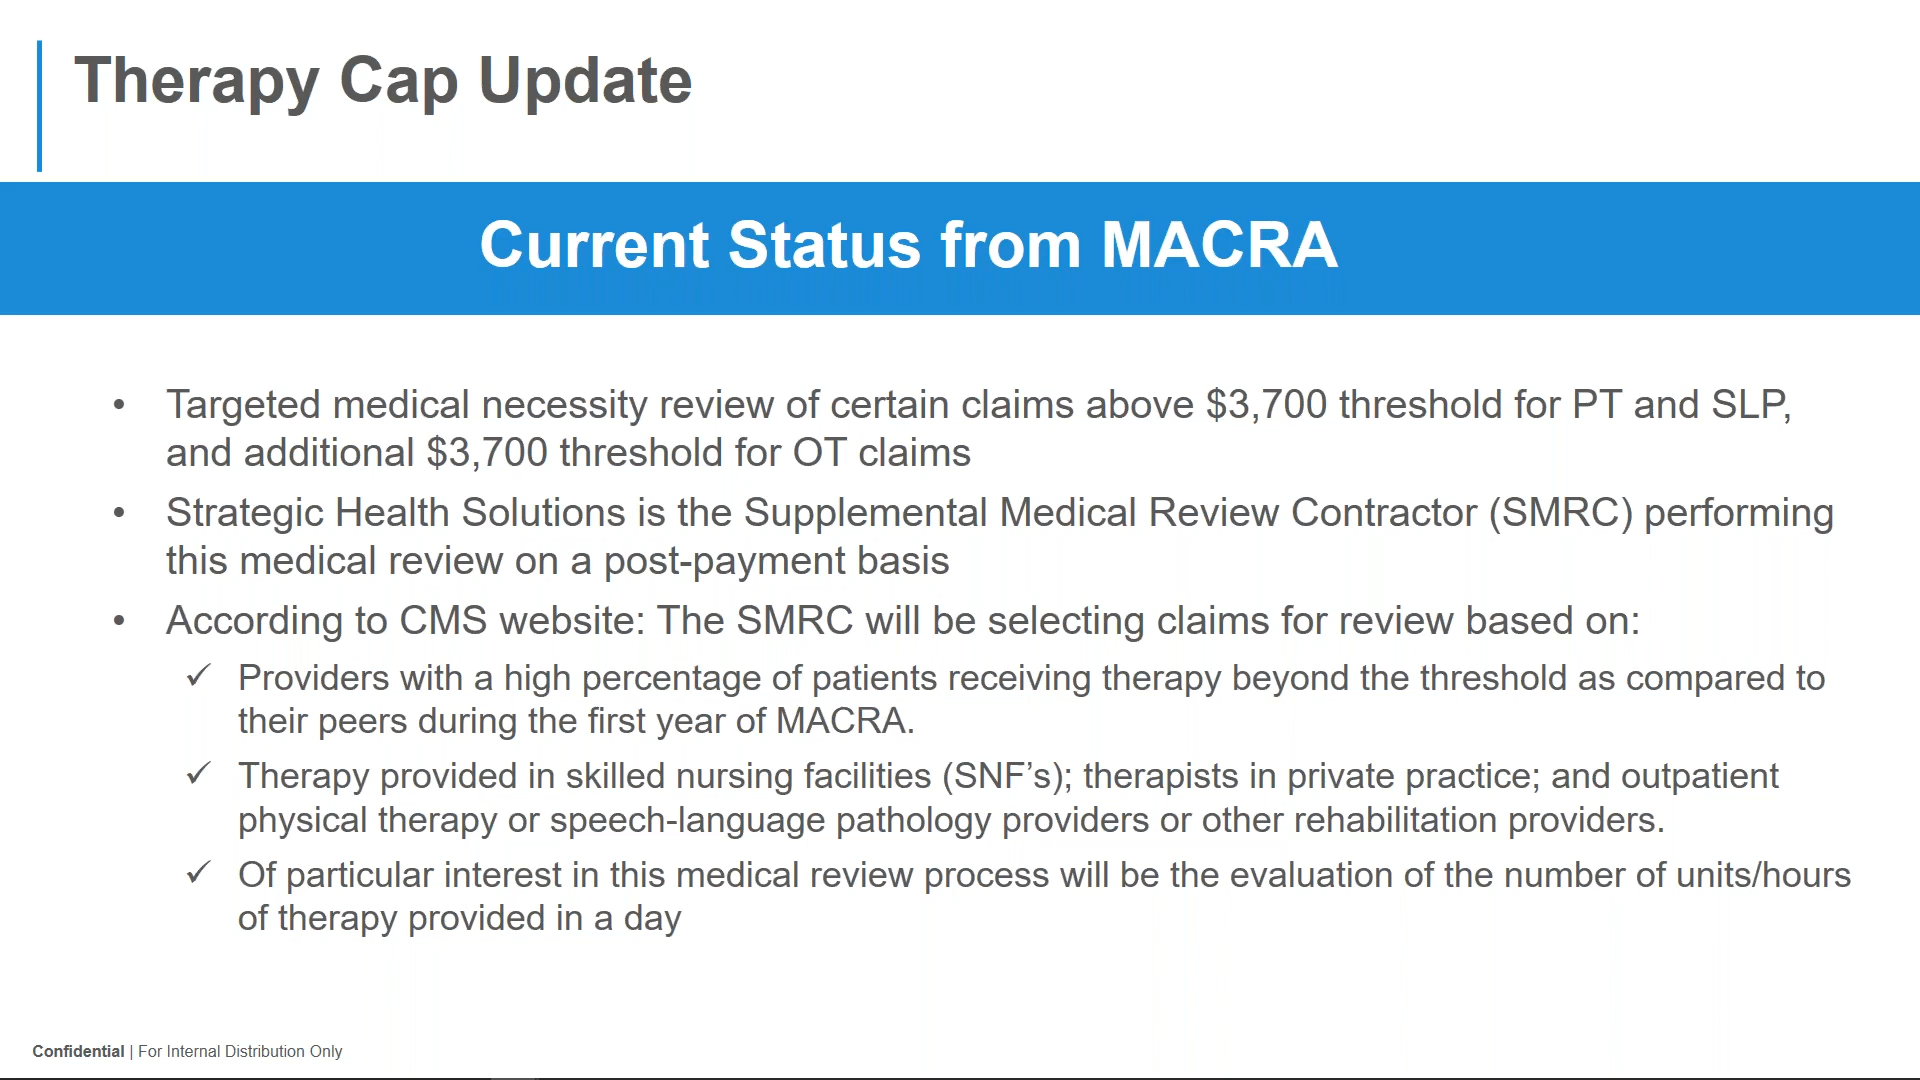 Therapy Cap Update
Current Status from MACRA
• Targeted medical necessity review of certain claims above $3,700 threshold for PT and SLP,
and additional $3,700 threshold for OT claims
• Strategic Health Solutions is the Supplemental Medical Review Contractor (SMRC) performing
this medical review on a post-payment basis
• According to CMS website: The SMRC will be selecting claims for review based on:
✓ Providers with a high percentage of patients receiving therapy beyond the threshold as compared to
their peers during the first year of MACRA.
✓ Therapy provided in skilled nursing facilities (SNF’s); therapists in private practice; and outpatient
physical therapy or speech-language pathology providers or other rehabilitation providers.
✓ Of particular interest in this medical review process will be the evaluation of the number of units/hours
of therapy provided in a day
Confidential | For Internal Distribution Only